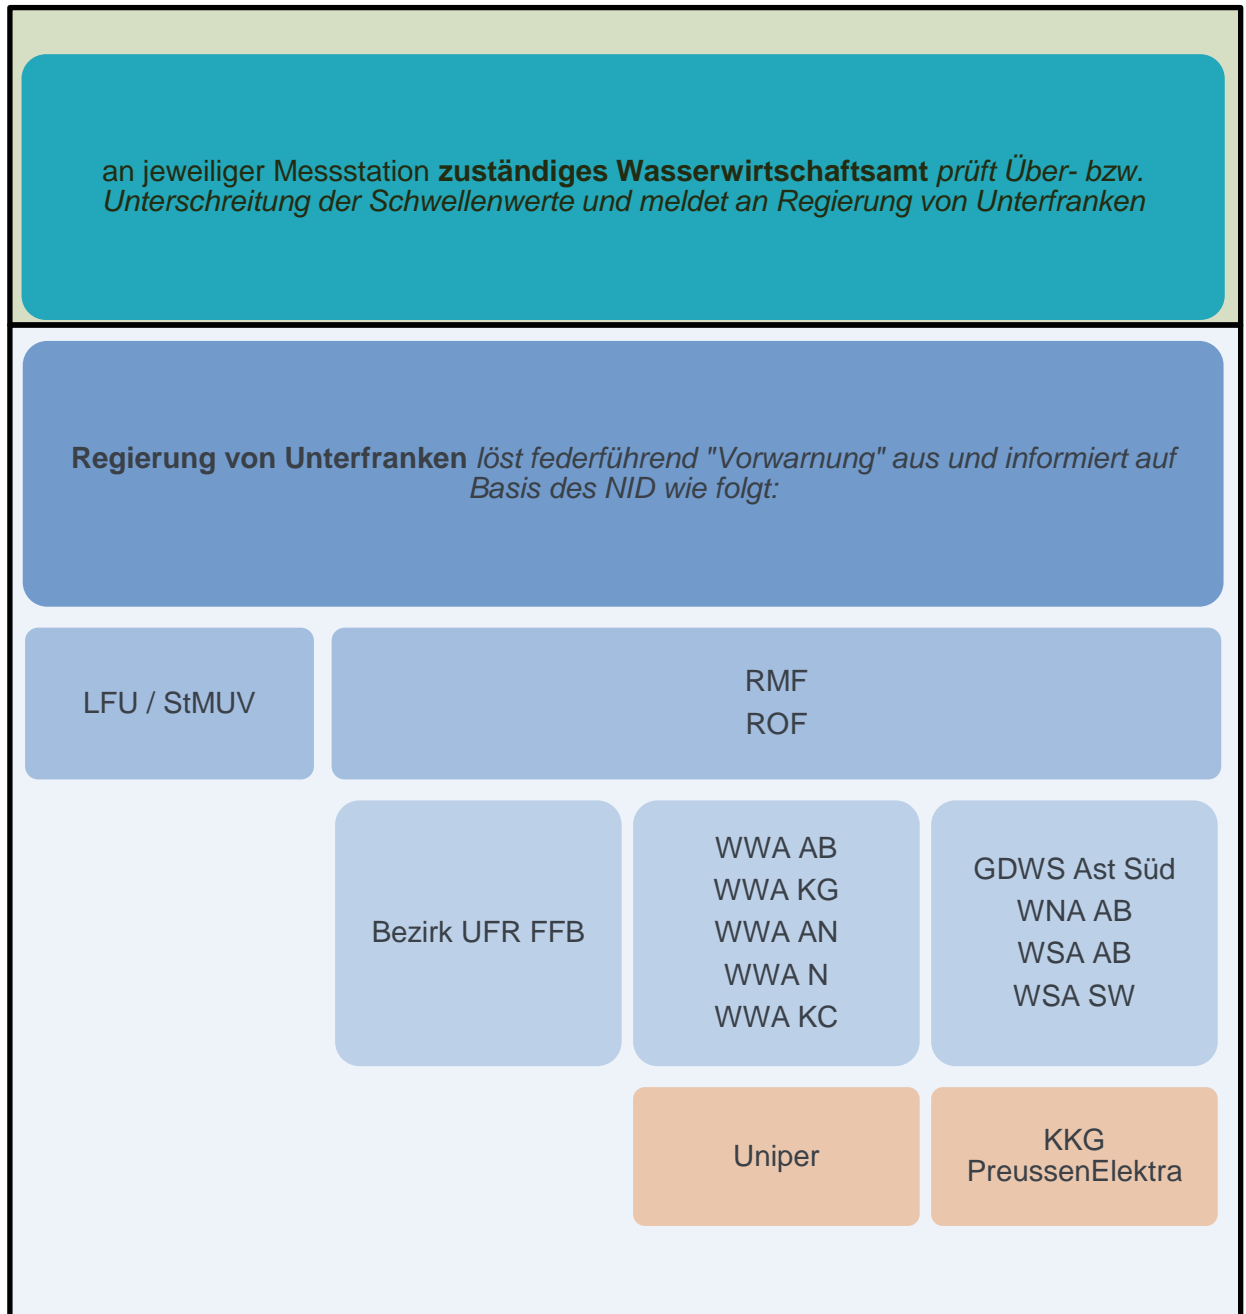 an jeweiliger Messstation zuständiges Wasserwirtschaftsamt prüft Über- bzw.
Unterschreitung der Schwellenwerte und meldet an Regierung von Unterfranken
Regierung von Unterfranken löst federführend "Vorwarnung" aus und informiert auf
Basis des NID wie folgt:
LFU / StMUV
RMF
ROF
Bezirk UFR FFB
WWA AB
WWA KG
WWA AN
WWA N
WWA KC
GDWS Ast Süd
WNA AB
WSA AB
WSA SW
Uniper
KKG
PreussenElektra